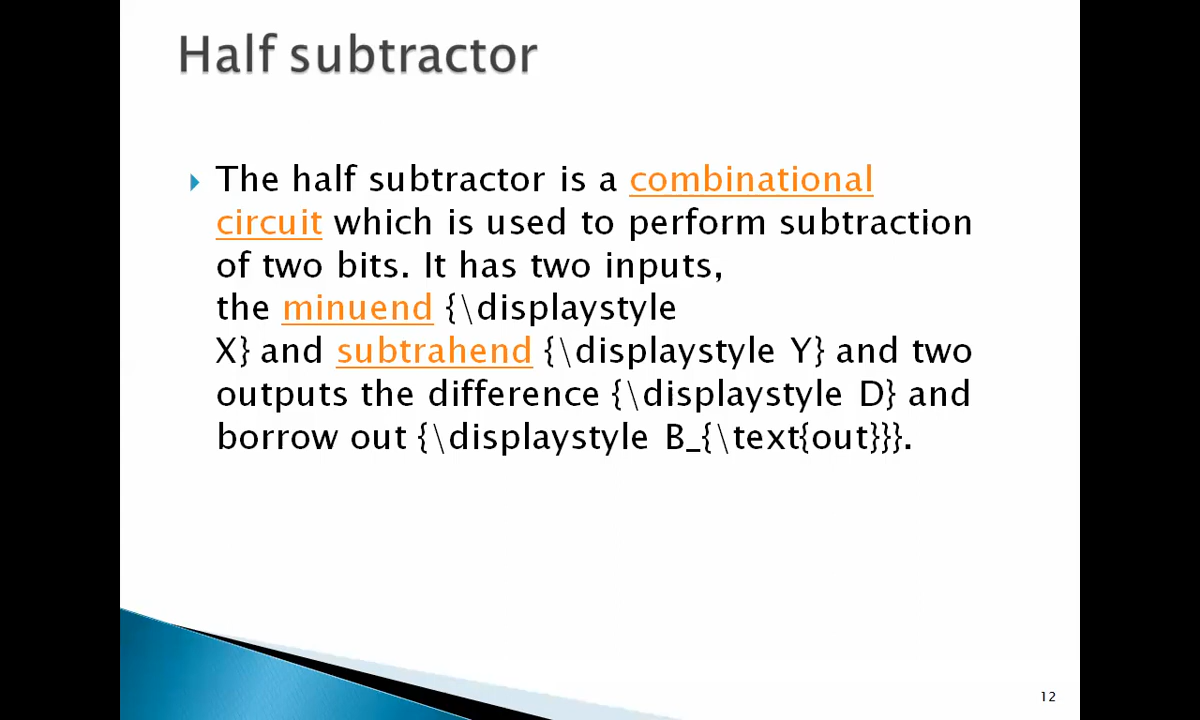 Half subtractor
The half subtractor is a combinational
circuit which is used to perform subtraction
of two bits. It has two inputs,
the minuend {\displaystyle
X} and subtrahend {\displaystyle Y} and two
outputs the difference {\displaystyle D} and
borrow out {\displaystyle B_{\text{out}}}.
12